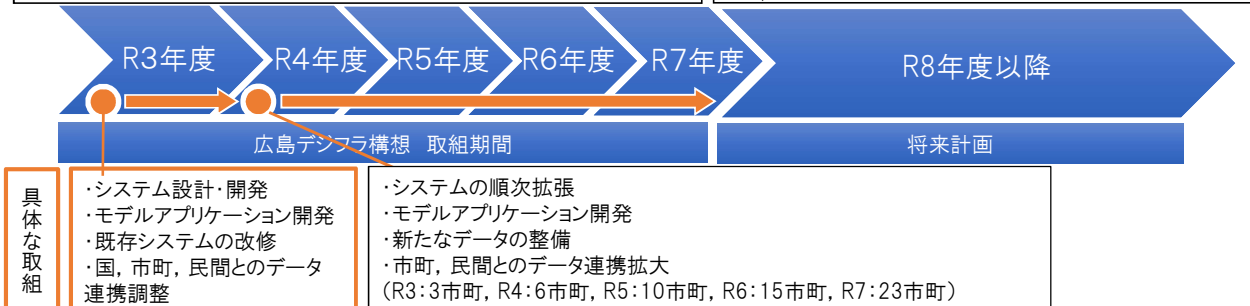 R3年度
R4年度
R5年度
R6年度
R7年度
R8年度以降
広島デジフラ構想 取組期間
将来計画
具体な取組
・システム設計・開発
・モデルアプリケーション開発
・既存システムの改修
・国, 市町, 民間とのデータ
連携調整
・システムの順次拡張
・モデルアプリケーション開発
・新たなデータの整備
・市町, 民間とのデータ連携拡大
(R3:3市町, R4:6市町, R5:10市町, R6:15市町, R7:23市町)